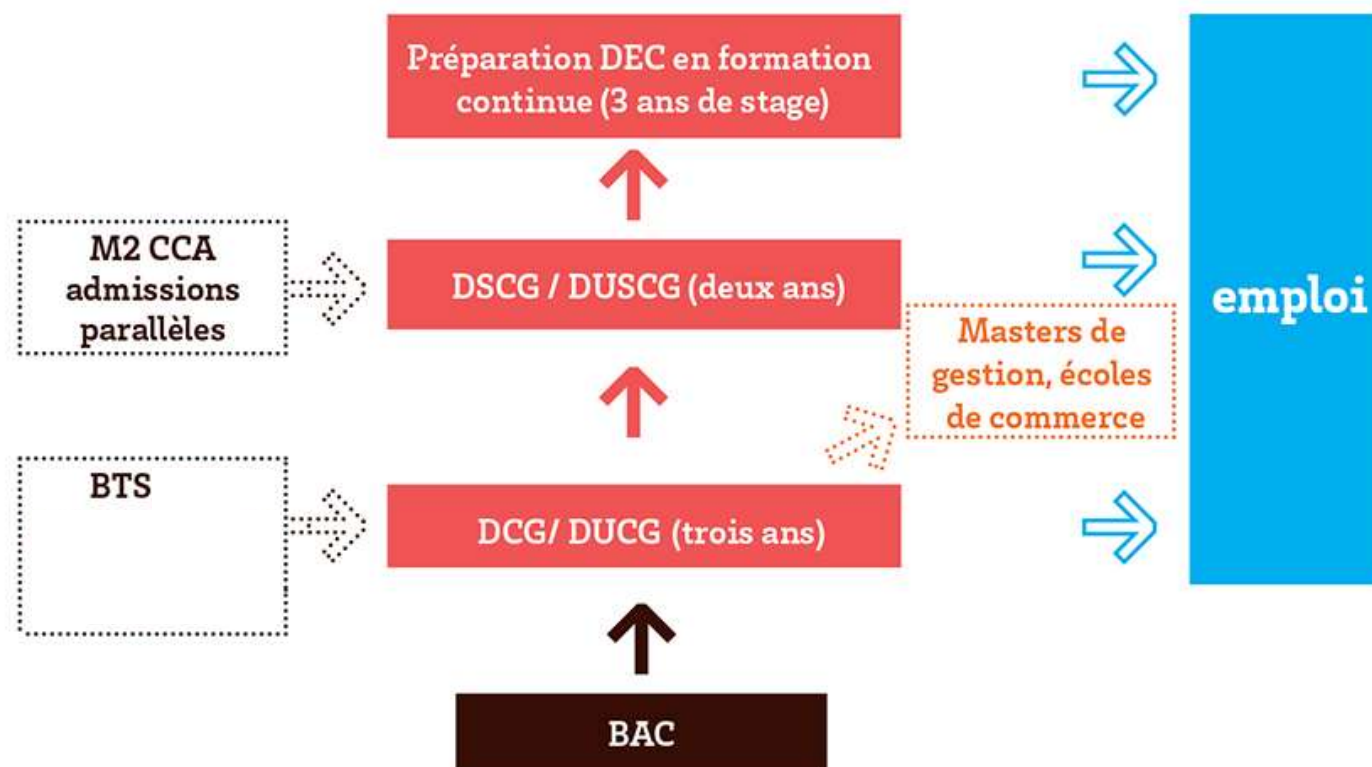 Préparation DEC en formation
continue (3 ans de stage)
M2 CCA
admissions
parallèles
DSCG / DUSCG (deux ans)
emploi
Masters de
gestion, écoles
de commerce
BTS
DCG/ DUCG (trois ans)
BAC